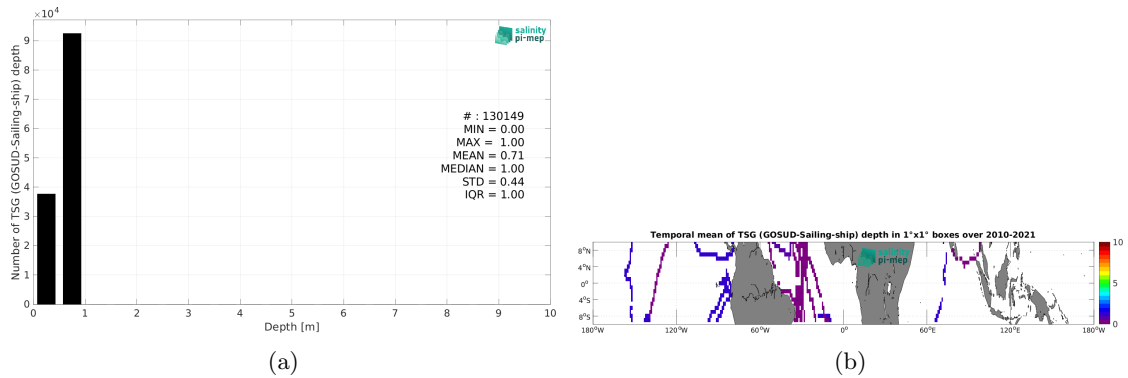 ×10⁴
9
8
7
6
5
4
3
2
1
0
Number of TSG (GOSUD-Sailing-ship) depth
0 1 2 3 4 5 6 7 8 9 10
Depth [m]
salinity
pi-mep
# : 130149
MIN = 0.00
MAX = 1.00
MEAN = 0.71
MEDIAN = 1.00
STD = 0.44
IQR = 1.00
(a)
Temporal mean of TSG (GOSUD-Sailing-ship) depth in 1°x1° boxes over 2010-2021
salinity
pi-mep
8°N
4°N
0°
4°S
8°S
180°W 120°W 60°W 0° 60°E 120°E 180°W
10
5
0
(b)